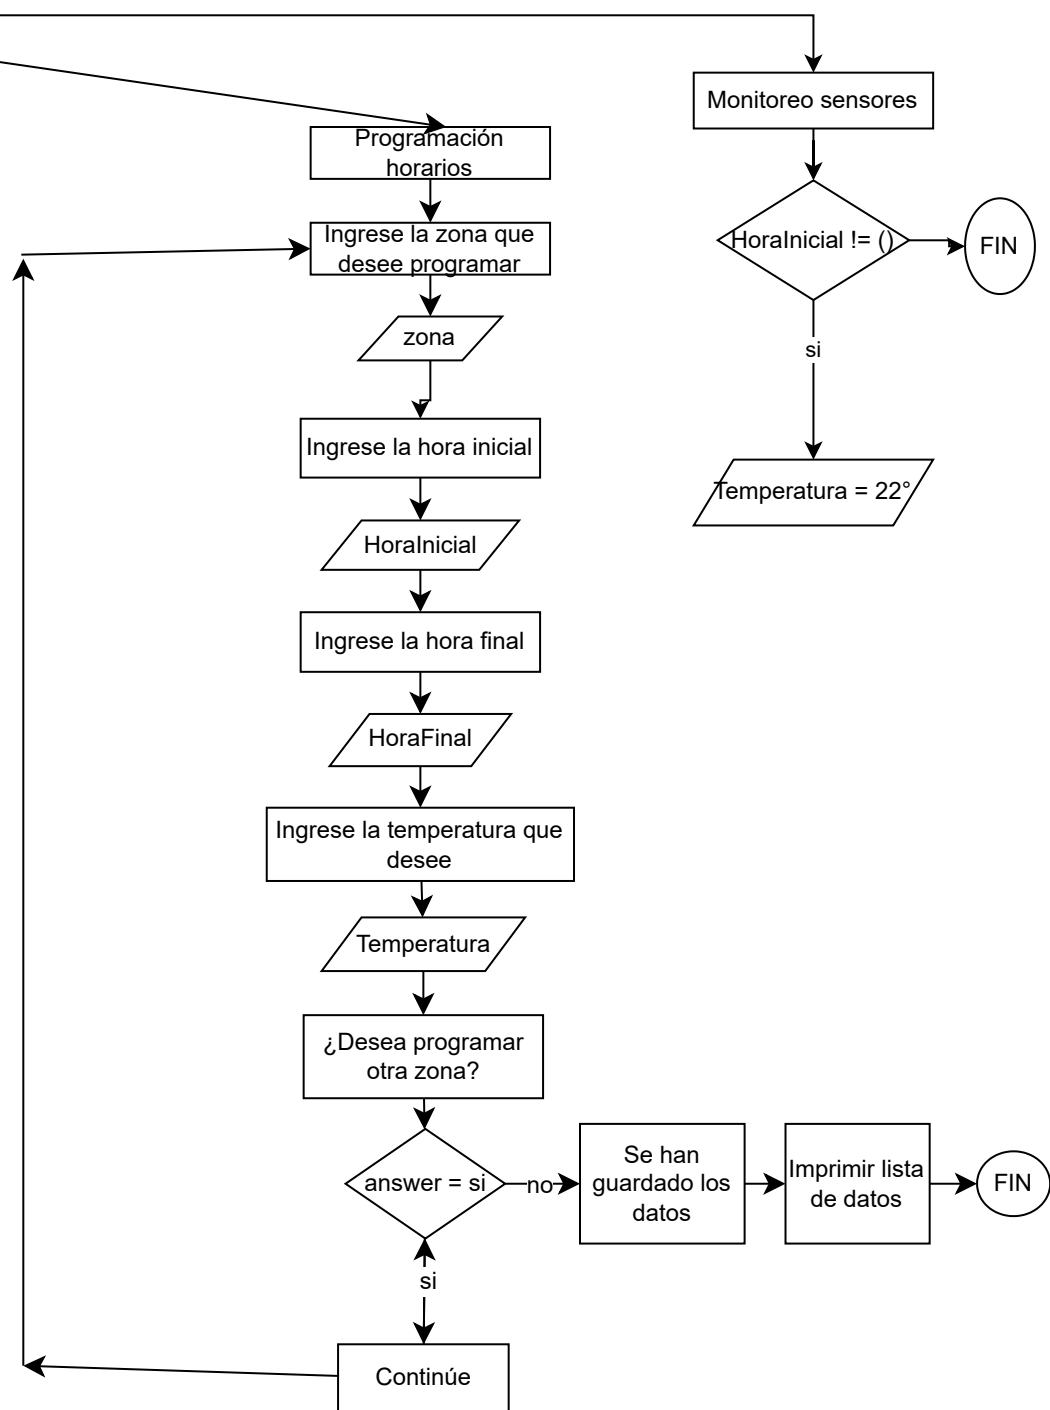 Programación
horarios
Ingrese la zona que
desee programar
zona
Ingrese la hora inicial
HoraInicial
Ingrese la hora final
HoraFinal
Ingrese la temperatura que
desee
Temperatura
¿Desea programar
otra zona?
answer = si
no
Se han
guardado los
datos
Imprimir lista
de datos
FIN
si
Continúe
Monitoreo sensores
HoraInicial != ()
FIN
si
Temperatura = 22°